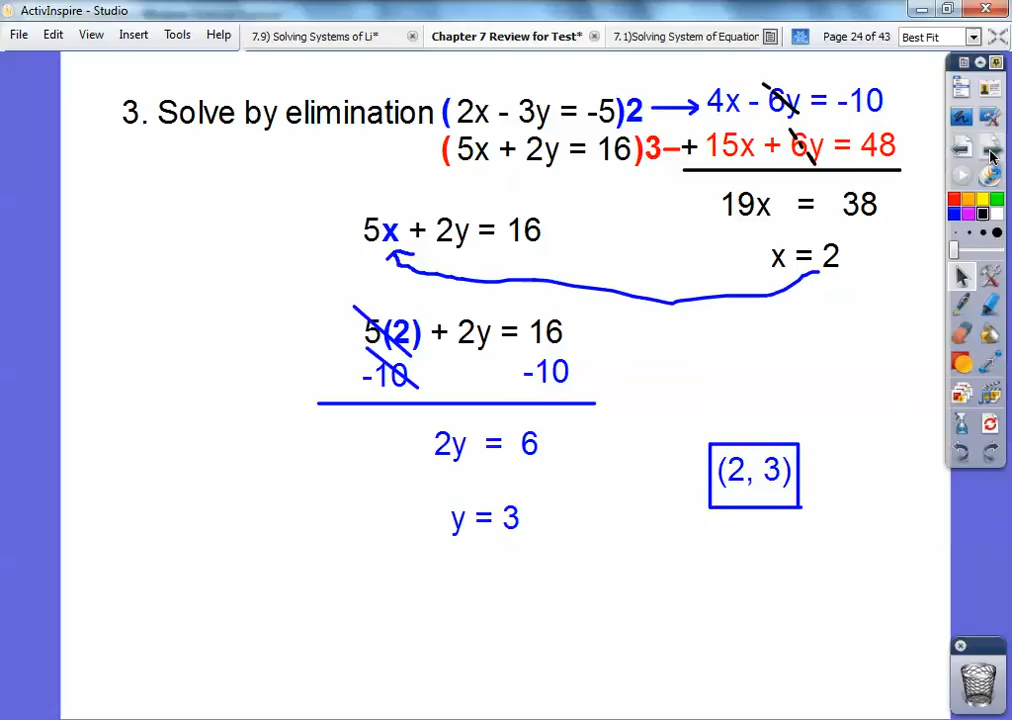 ActivInspire - Studio
File Edit View Insert Tools Help
7.9) Solving Systems of Li* Chapter 7 Review for Test* 7.1)Solving System of Equation Page 24 of 43 Best Fit
3. Solve by elimination (2x - 3y = -5)2 → 4x - 6y = -10
(5x + 2y = 16)3– + 15x + 6y = 48
19x = 38
5x + 2y = 16
x = 2
5(2) + 2y = 16
-10 -10
2y = 6
(2, 3)
y = 3